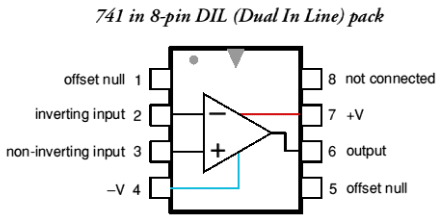 741 in 8-pin DIL (Dual In Line) pack
offset null 1
8 not connected
inverting input 2
7 +V
non-inverting input 3
6 output
–V 4
5 offset null
−
+